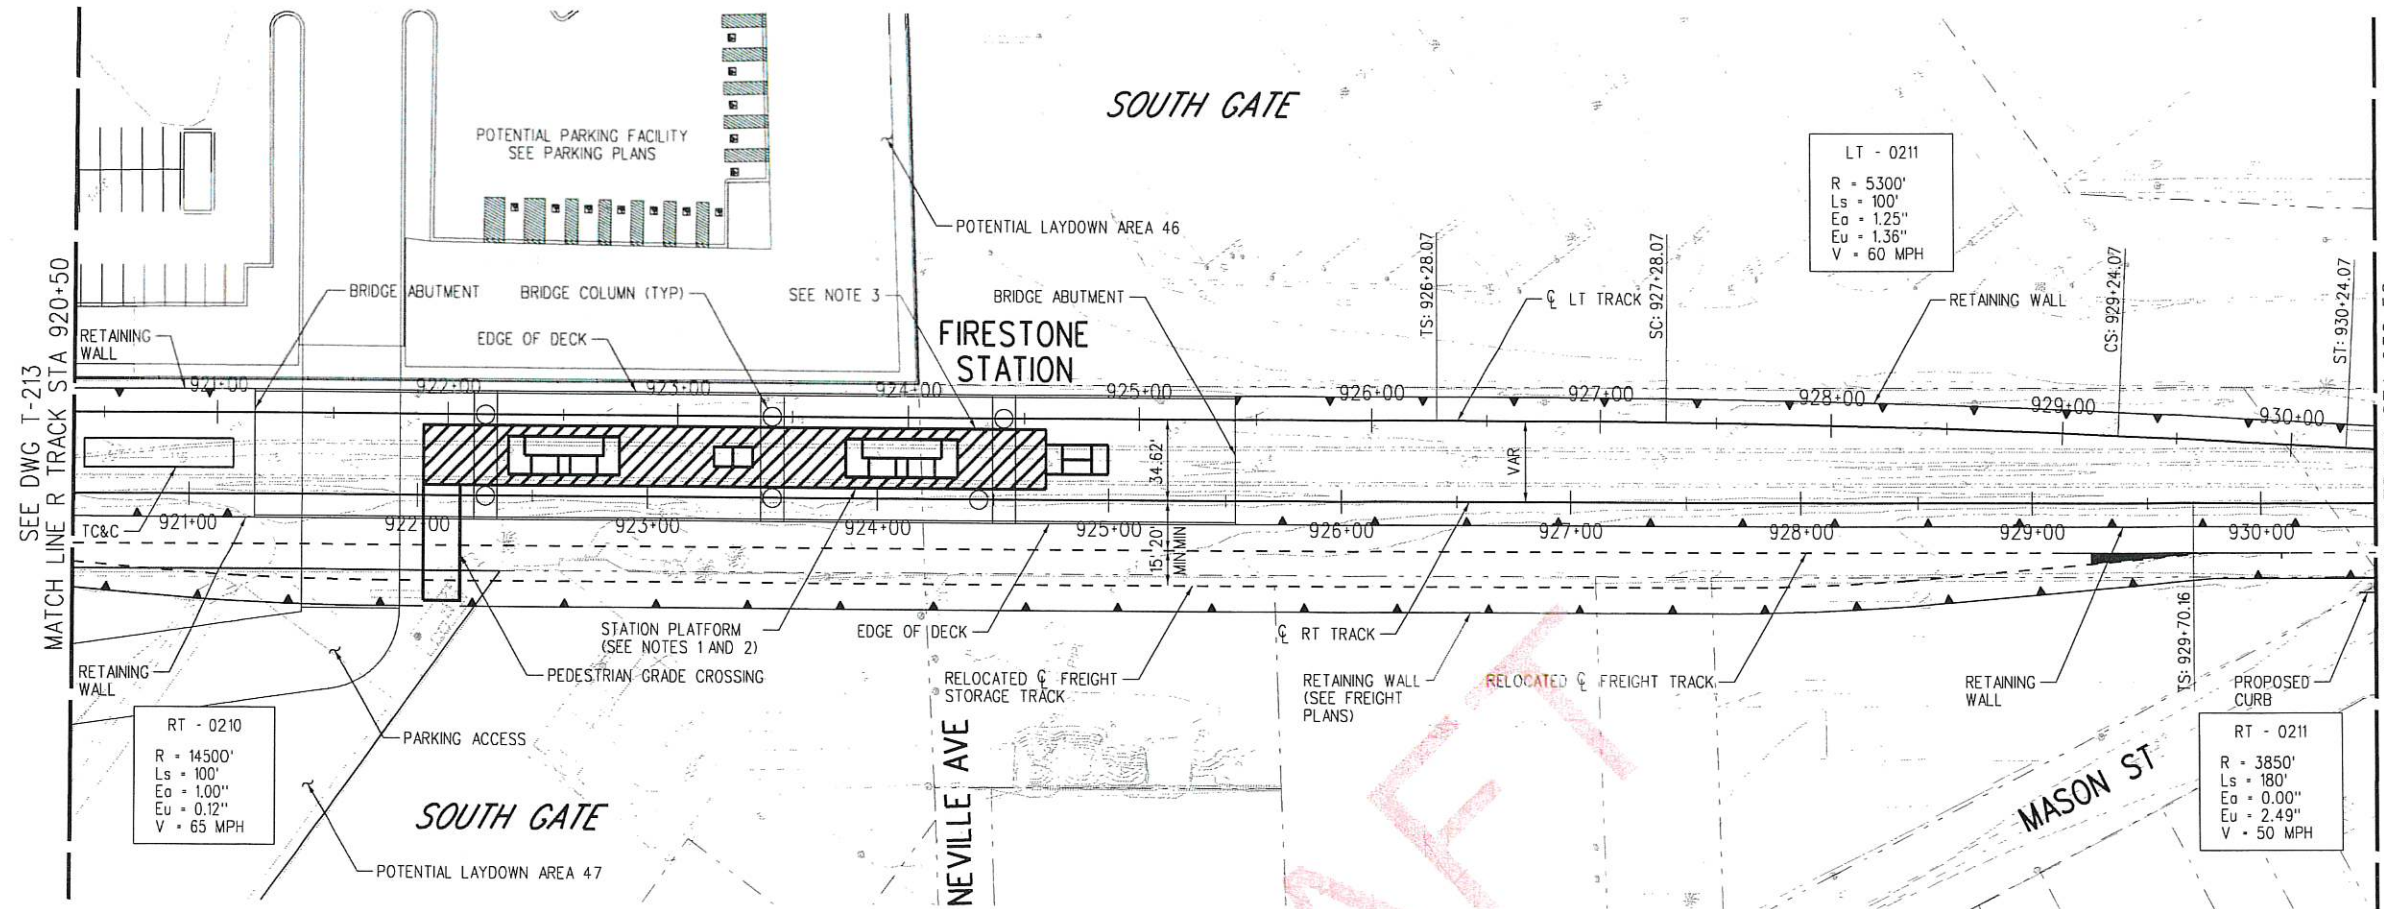 SEE DWG T-213
MATCH LINE R TRACK STA 920+50
POTENTIAL PARKING FACILITY
SEE PARKING PLANS
SOUTH GATE
POTENTIAL LAYDOWN AREA 46
LT - 0211
R = 5300'
Ls = 100'
Ea = 1.25"
Eu = 1.36"
V = 60 MPH
BRIDGE ABUTMENT
BRIDGE COLUMN (TYP)
SEE NOTE 3
BRIDGE ABUTMENT
℄ LT TRACK
RETAINING WALL
TS: 926+28.07
SC: 927+28.07
CS: 929+24.07
ST: 930+24.07
RETAINING
WALL
EDGE OF DECK
FIRESTONE
STATION
921+00
922+00
923+00
924+00
925+00
926+00
927+00
928+00
929+00
930+00
34.62'
VAR
15'
20'
MIN
MIN
921+00
922+00
923+00
924+00
925+00
926+00
927+00
928+00
929+00
930+00
TC&C
RETAINING
WALL
STATION PLATFORM
(SEE NOTES 1 AND 2)
EDGE OF DECK
℄ RT TRACK
PEDESTRIAN GRADE CROSSING
RELOCATED ℄ FREIGHT
STORAGE TRACK
RETAINING WALL
(SEE FREIGHT
PLANS)
RELOCATED ℄ FREIGHT TRACK
RETAINING
WALL
TS: 929+70.16
PROPOSED
CURB
RT - 0210
R = 14500'
Ls = 100'
Ea = 1.00"
Eu = 0.12"
V = 65 MPH
PARKING ACCESS
SOUTH GATE
POTENTIAL LAYDOWN AREA 47
NEVILLE AVE
MASON ST
RT - 0211
R = 3850'
Ls = 180'
Ea = 0.00"
Eu = 2.49"
V = 50 MPH